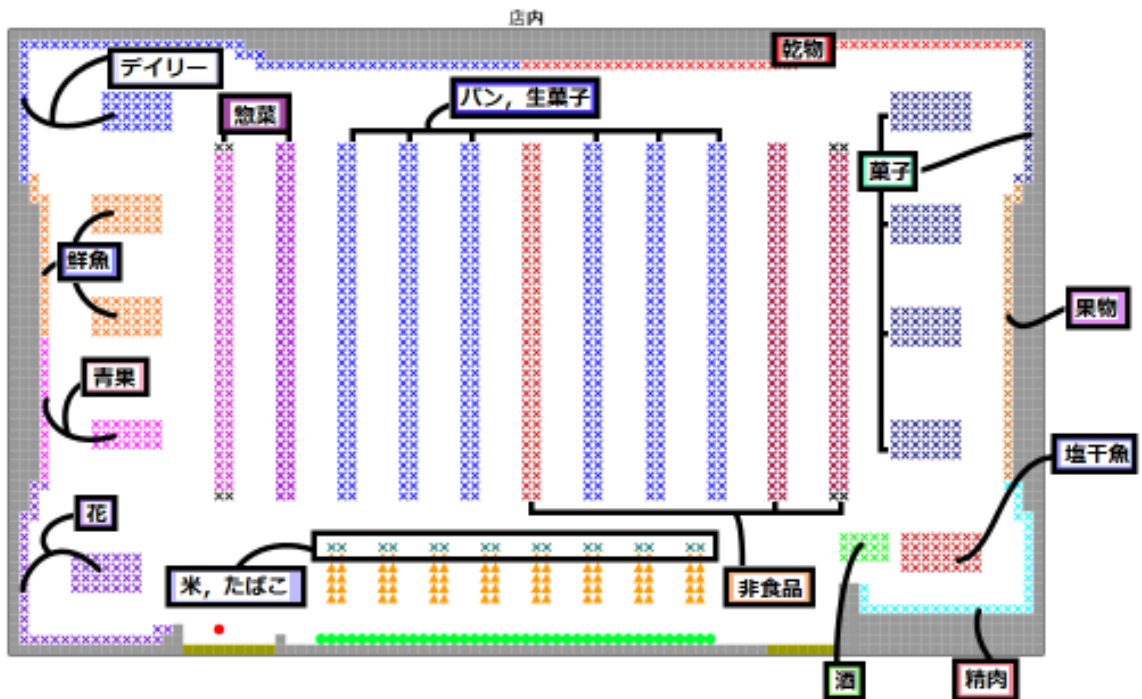 店内
乾物
デイリー
パン，生菓子
惣菜
菓子
鮮魚
果物
青果
塩干魚
花
米，たばこ
非食品
酒
精肉